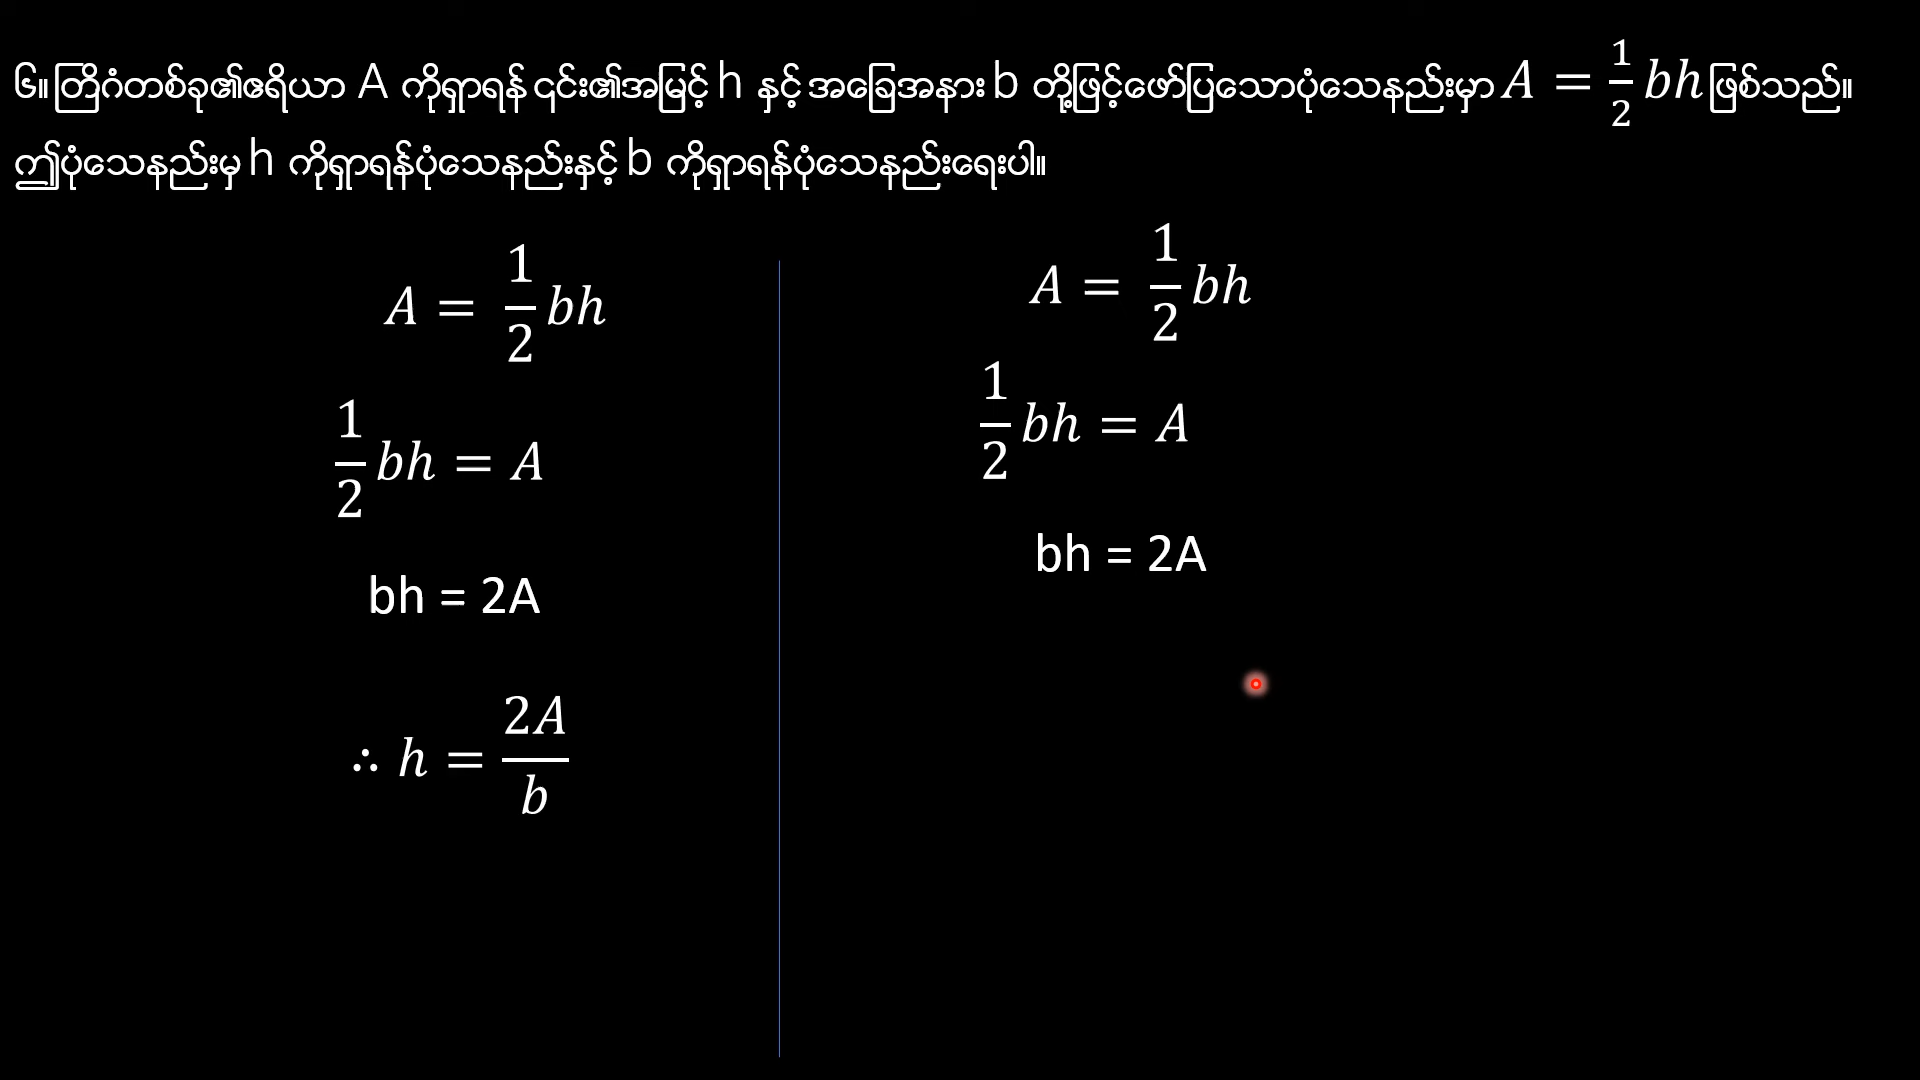 ၆။ တြိဂံတစ်ခု၏ဧရိယာ A ကိုရှာရန် ၎င်း၏အမြင့် h နှင့် အခြေအနား b တို့ဖြင့်ဖော်ပြသောပုံသေနည်းမှာ A = 1/2 bh ဖြစ်သည်။
ဤပုံသေနည်းမှ h ကိုရှာရန်ပုံသေနည်းနှင့် b ကိုရှာရန်ပုံသေနည်းရေးပါ။
A = 1/2 bh
1/2 bh = A
bh = 2A
∴ h = 2A/b
A = 1/2 bh
1/2 bh = A
bh = 2A